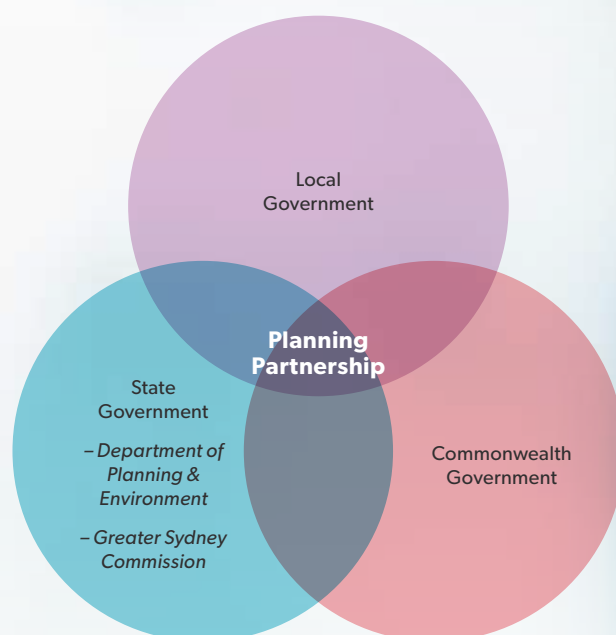 Local
Government
Planning
Partnership
State
Government
– Department of
Planning &
Environment
– Greater Sydney
Commission
Commonwealth
Government